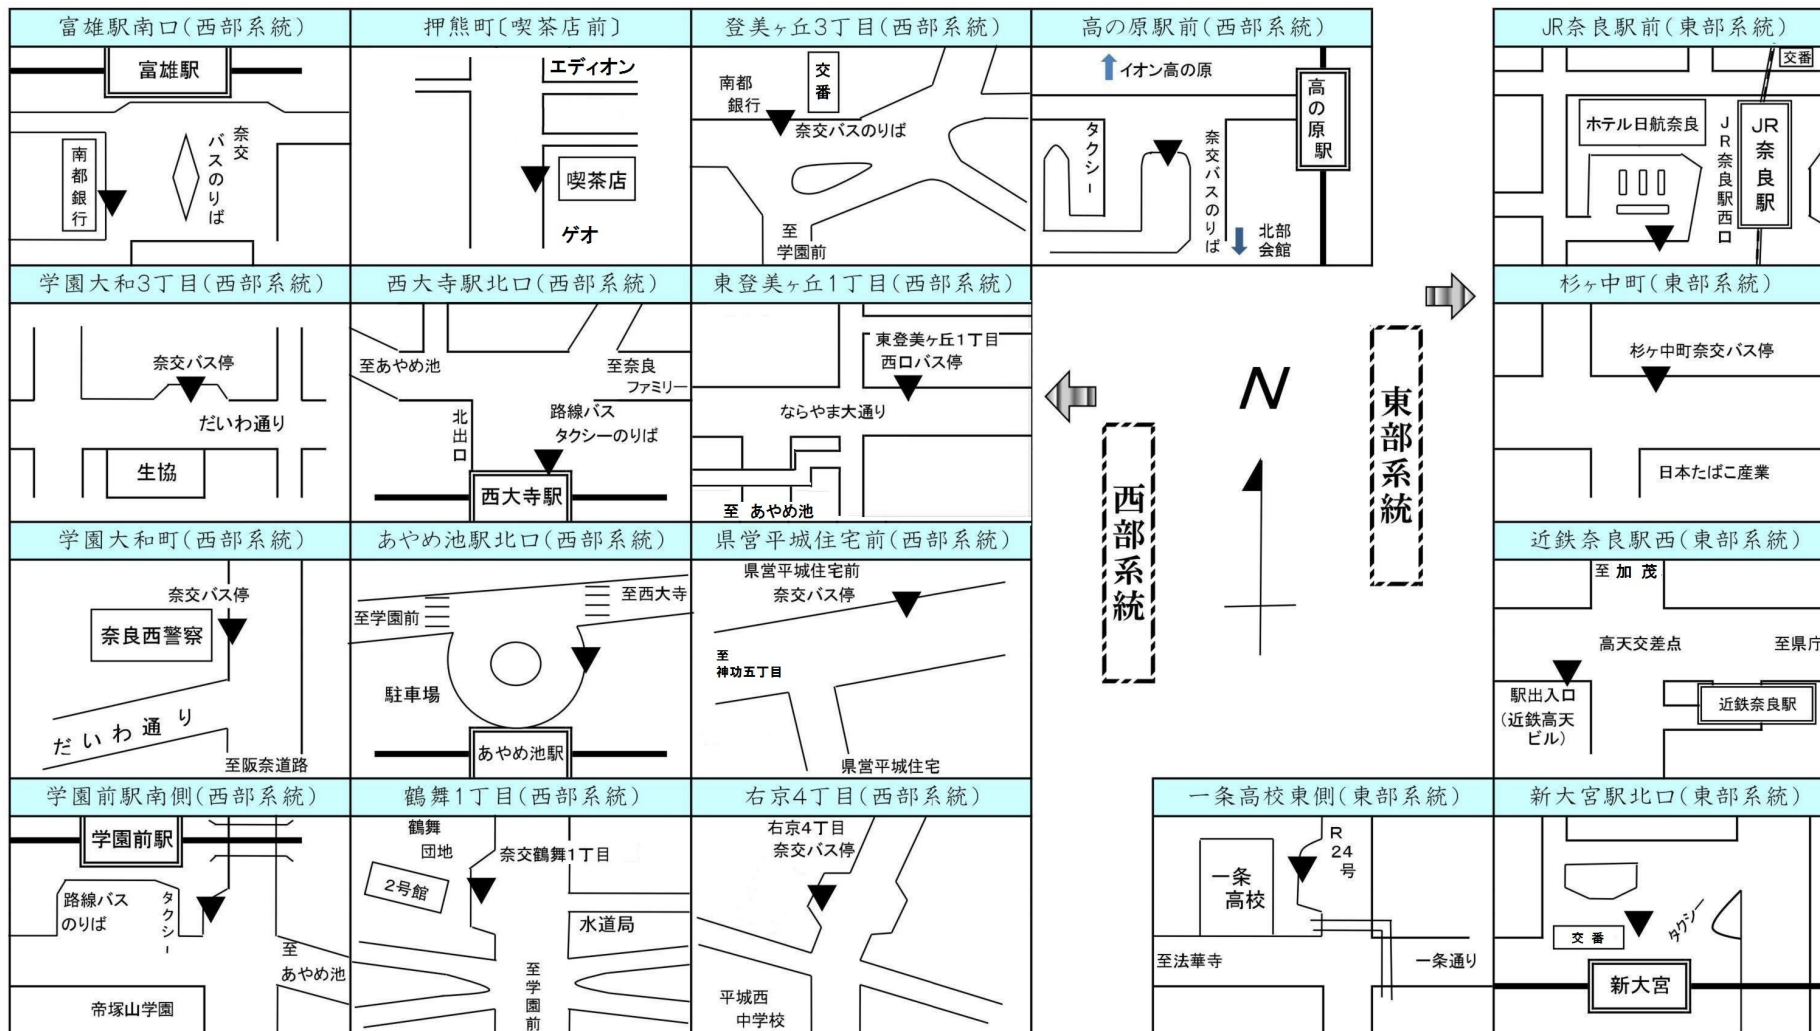 富雄駅南口(西部系統)
富雄駅
南都銀行
奈交
バスのりば
押熊町〔喫茶店前〕
エディオン
喫茶店
ゲオ
登美ヶ丘3丁目(西部系統)
南都
銀行
交番
奈交バスのりば
至
学園前
高の原駅前(西部系統)
イオン高の原
高の原駅
タクシー
奈交バスのりば
北部
会館
JR奈良駅前(東部系統)
交番
ホテル日航奈良
JR奈良駅西口
JR奈良駅
学園大和3丁目(西部系統)
奈交バス停
だいわ通り
生協
西大寺駅北口(西部系統)
至あやめ池
至奈良
ファミリー
北出口
路線バス
タクシーのりば
西大寺駅
東登美ヶ丘1丁目(西部系統)
東登美ヶ丘1丁目
西口バス停
ならやま大通り
至 あやめ池
N
東部系統
西部系統
杉ヶ中町(東部系統)
杉ヶ中町奈交バス停
日本たばこ産業
学園大和町(西部系統)
奈交バス停
奈良西警察
だいわ通り
至阪奈道路
あやめ池駅北口(西部系統)
至学園前
至西大寺
駐車場
あやめ池駅
県営平城住宅前(西部系統)
県営平城住宅前
奈交バス停
至
神功五丁目
県営平城住宅
近鉄奈良駅西(東部系統)
至 加 茂
高天交差点
至県庁
駅出入口
(近鉄高天
ビル)
近鉄奈良駅
学園前駅南側(西部系統)
学園前駅
路線バス
のりば
タクシー
至
あやめ池
帝塚山学園
鶴舞1丁目(西部系統)
鶴舞
団地
奈交鶴舞1丁目
2号館
水道局
至学園前
右京4丁目(西部系統)
右京4丁目
奈交バス停
平城西
中学校
一条高校東側(東部系統)
R
24
号
一条
高校
至法華寺
一条通り
新大宮駅北口(東部系統)
タクシー
交番
新大宮